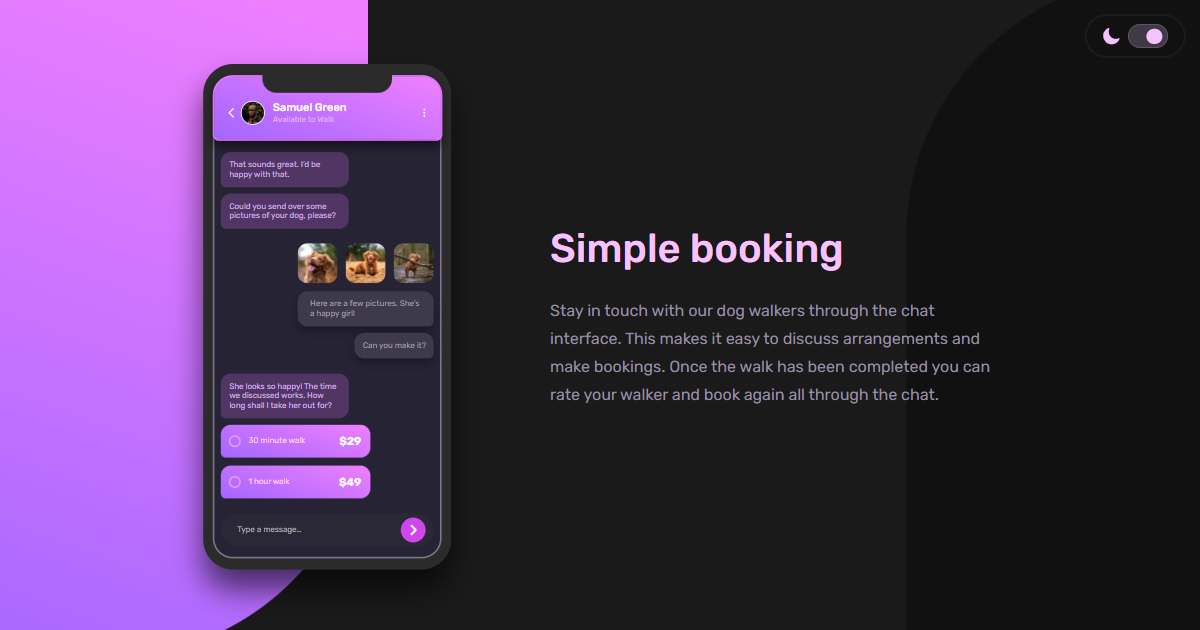 Samuel Green
Available to Walk
That sounds great. I'd be
happy with that.
Could you send over some
pictures of your dog, please?
Here are a few pictures. She's
a happy girl!
Can you make it?
She looks so happy! The time
we discussed works. How
long shall I take her out for?
30 minute walk $29
1 hour walk $49
Type a message...
Simple booking
Stay in touch with our dog walkers through the chat
interface. This makes it easy to discuss arrangements and
make bookings. Once the walk has been completed you can
rate your walker and book again all through the chat.